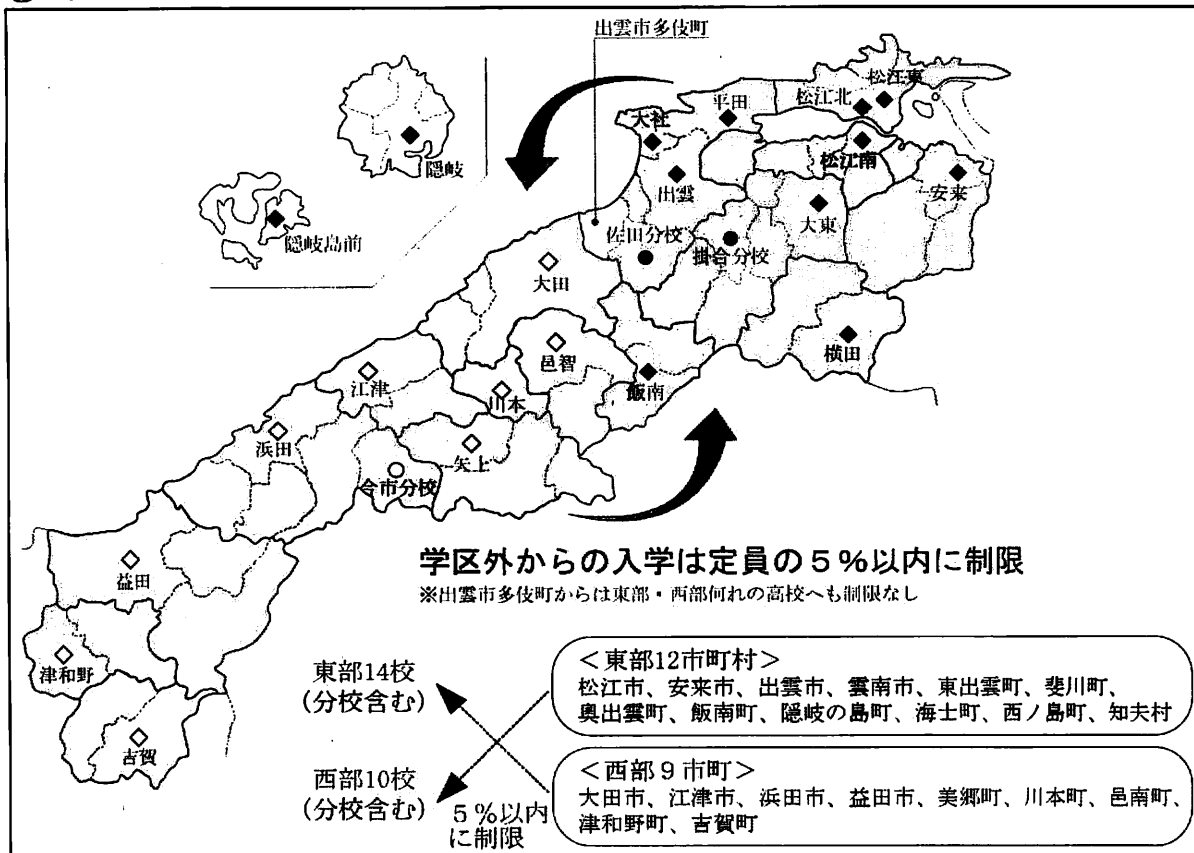 出雲市多伎町
松江東
松江北
平田
大社
松江南
隠岐
出雲
安来
大東
隠岐島前
佐田分校
掛合分校
大田
横田
邑智
飯南
江津
川本
浜田
矢上
今市分校
学区外からの入学は定員の5%以内に制限
※出雲市多伎町からは東部・西部何れの高校へも制限なし
益田
津和野
吉賀
東部14校
(分校含む)
<東部12市町村>
松江市、安来市、出雲市、雲南市、東出雲町、斐川町、
奥出雲町、飯南町、隠岐の島町、海士町、西ノ島町、知夫村
西部10校
(分校含む)
5%以内
に制限
<西部9市町>
大田市、江津市、浜田市、益田市、美郷町、川本町、邑南町、
津和野町、吉賀町